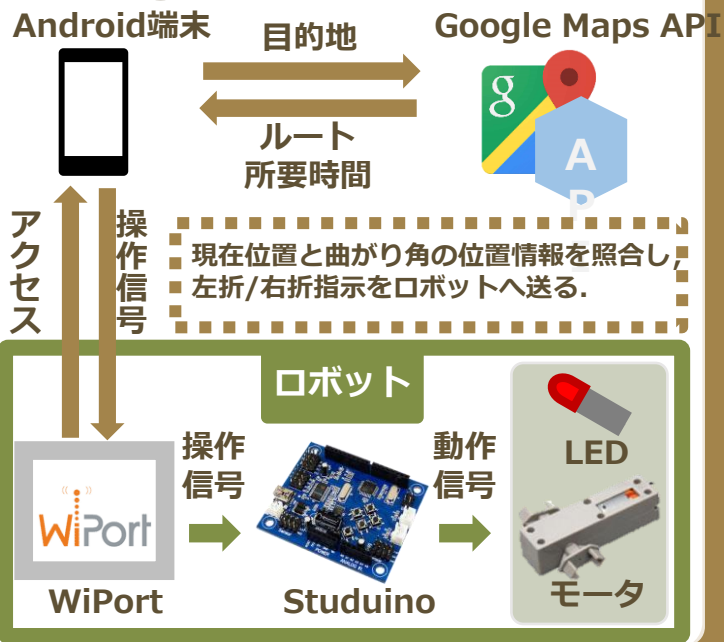 Android端末
目的地
Google Maps API
ルート
所要時間
g
A
P
アクセス
操作信号
現在位置と曲がり角の位置情報を照合し,
左折/右折指示をロボットへ送る.
ロボット
操作
信号
動作
信号
LED
WiPort
WiPort
Studuino
モータ